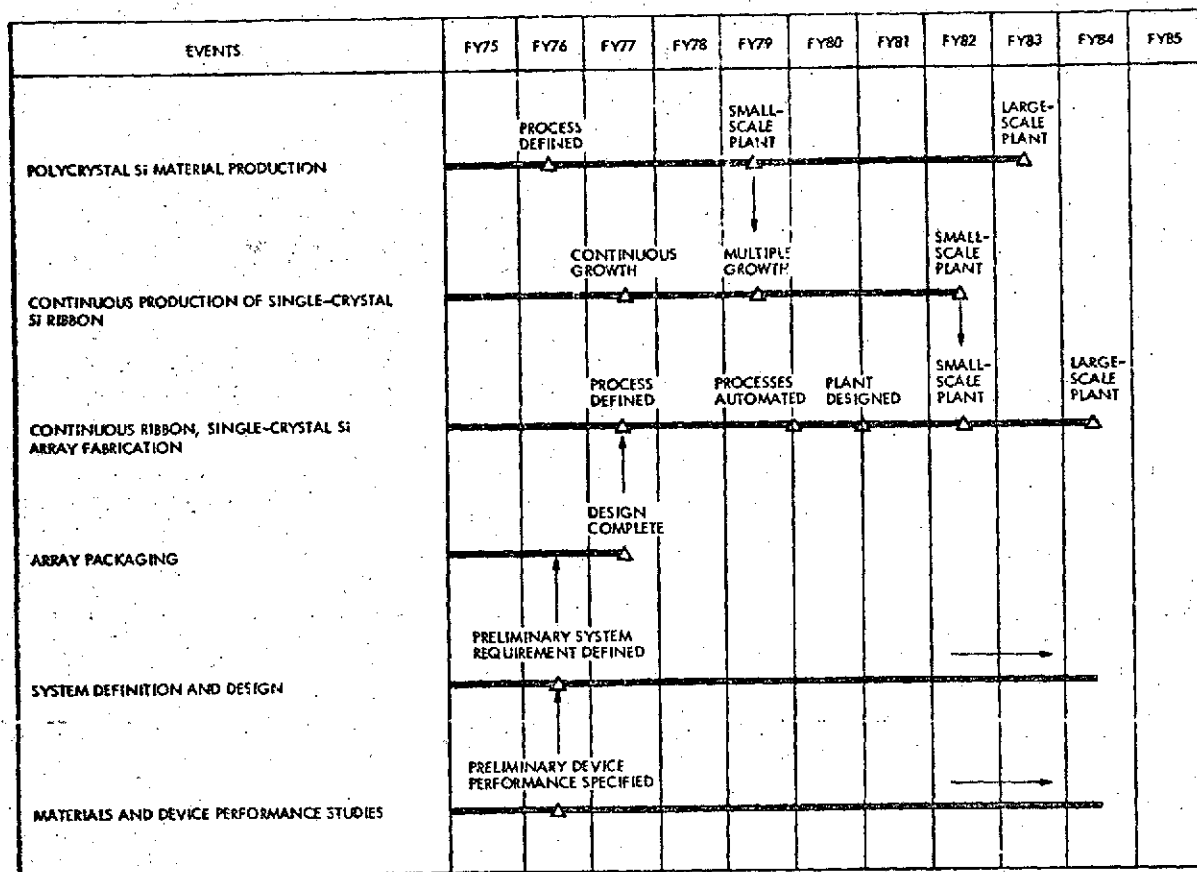 EVENTS FY75 FY76 FY77 FY78 FY79 FY80 FY81 FY82 FY83 FY84 FY85
PROCESS
DEFINED
SMALL-
SCALE
PLANT
LARGE-
SCALE
PLANT
POLYCRYSTAL Si MATERIAL PRODUCTION
CONTINUOUS
GROWTH
MULTIPLE
GROWTH
SMALL-
SCALE
PLANT
CONTINUOUS PRODUCTION OF SINGLE-CRYSTAL
Si RIBBON
PROCESS
DEFINED
PROCESSES
AUTOMATED
PLANT
DESIGNED
SMALL-
SCALE
PLANT
LARGE-
SCALE
PLANT
CONTINUOUS RIBBON, SINGLE-CRYSTAL Si
ARRAY FABRICATION
DESIGN
COMPLETE
ARRAY PACKAGING
PRELIMINARY SYSTEM
REQUIREMENT DEFINED
SYSTEM DEFINITION AND DESIGN
PRELIMINARY DEVICE
PERFORMANCE SPECIFIED
MATERIALS AND DEVICE PERFORMANCE STUDIES